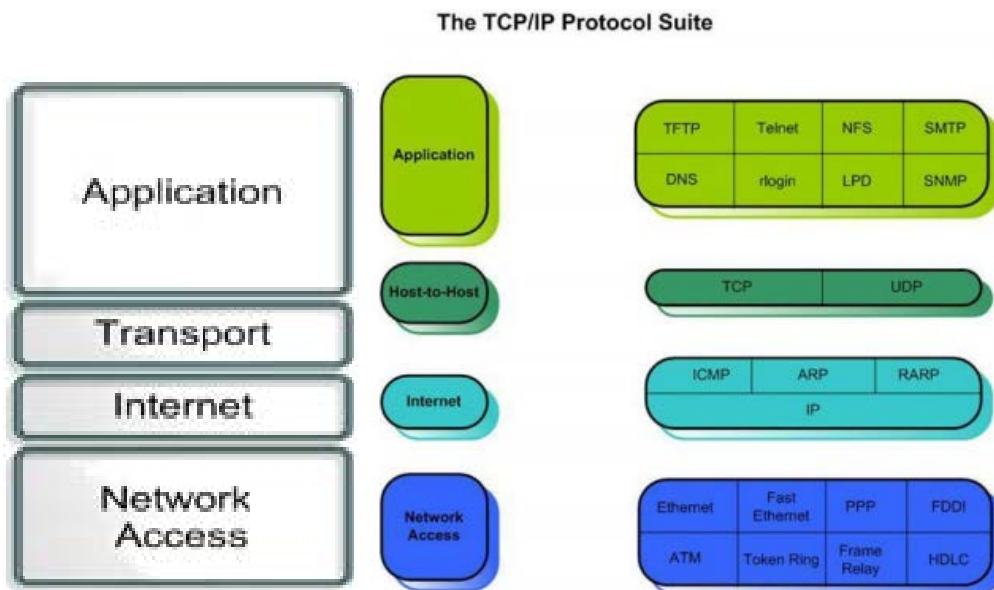 The TCP/IP Protocol Suite
Application
Transport
Internet
Network
Access
Application
Host-to-Host
Internet
Network
Access
TFTP Telnet NFS SMTP
DNS rlogin LPD SNMP
TCP UDP
ICMP ARP RARP
IP
Ethernet Fast Ethernet PPP FDDI
ATM Token Ring Frame Relay HDLC